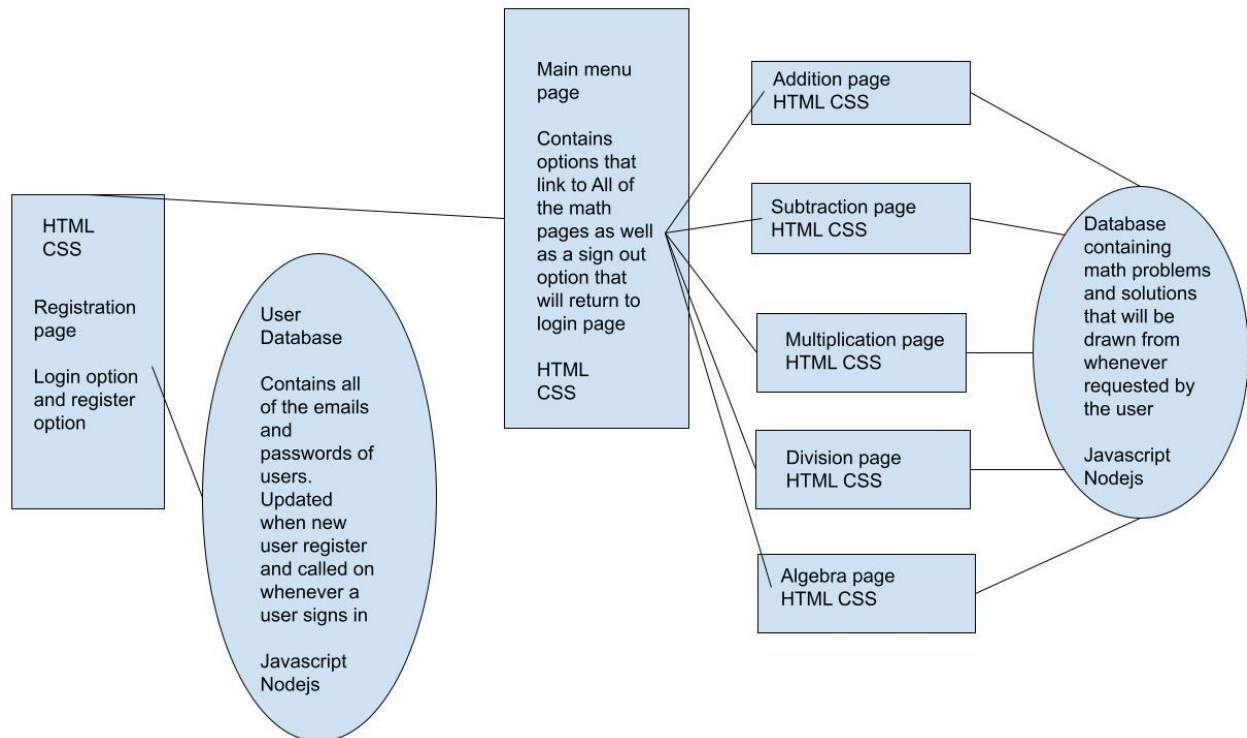 HTML
CSS
Registration
page
Login option
and register
option
User
Database
Contains all
of the emails
and
passwords of
users.
Updated
when new
user register
and called on
whenever a
user signs in
Javascript
Nodejs
Main menu
page
Contains
options that
link to All of
the math
pages as well
as a sign out
option that
will return to
login page
HTML
CSS
Addition page
HTML CSS
Subtraction page
HTML CSS
Multiplication page
HTML CSS
Division page
HTML CSS
Algebra page
HTML CSS
Database
containing
math problems
and solutions
that will be
drawn from
whenever
requested by
the user
Javascript
Nodejs